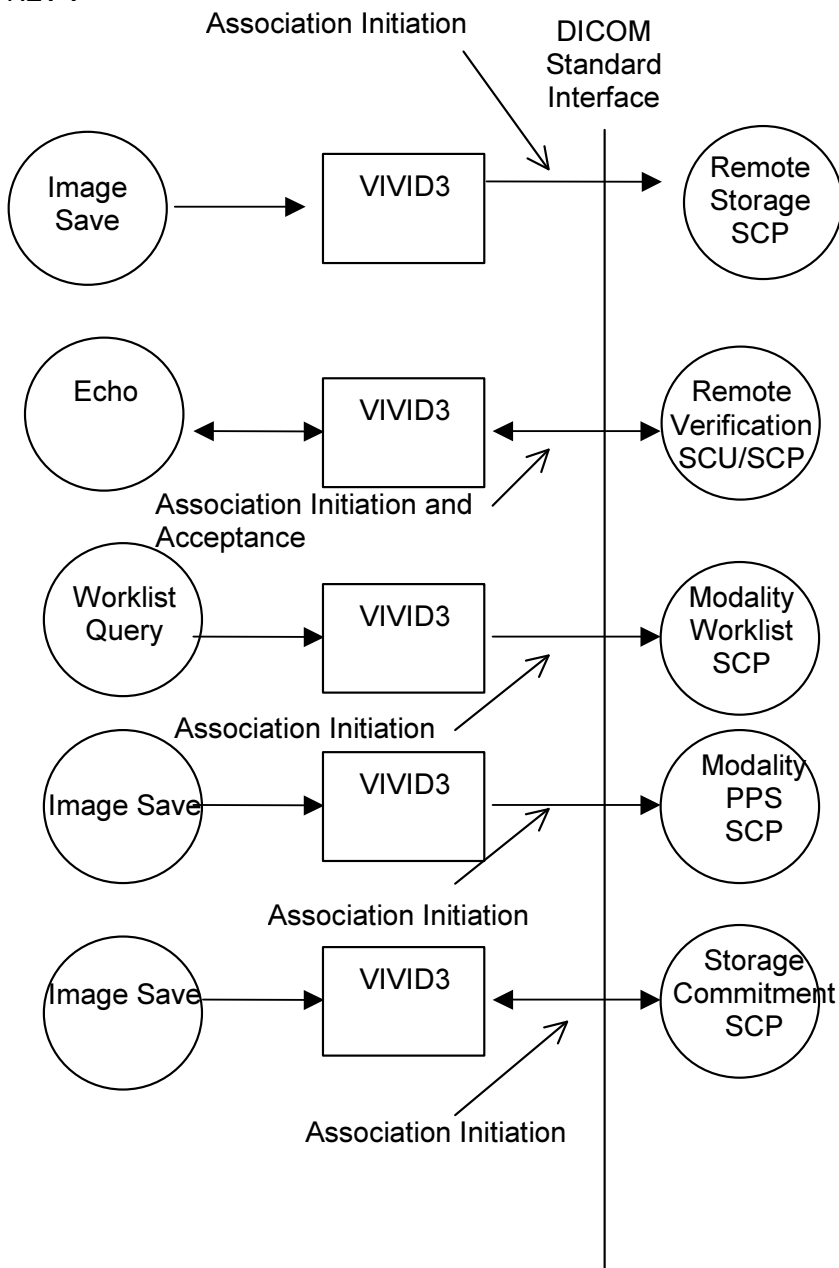 Association Initiation
DICOM
Standard
Interface
Image
Save
VIVID3
Remote
Storage
SCP
Echo
VIVID3
Remote
Verification
SCU/SCP
Association Initiation and
Acceptance
Worklist
Query
VIVID3
Modality
Worklist
SCP
Association Initiation
Image Save
VIVID3
Modality
PPS
SCP
Association Initiation
Image Save
VIVID3
Storage
Commitment
SCP
Association Initiation